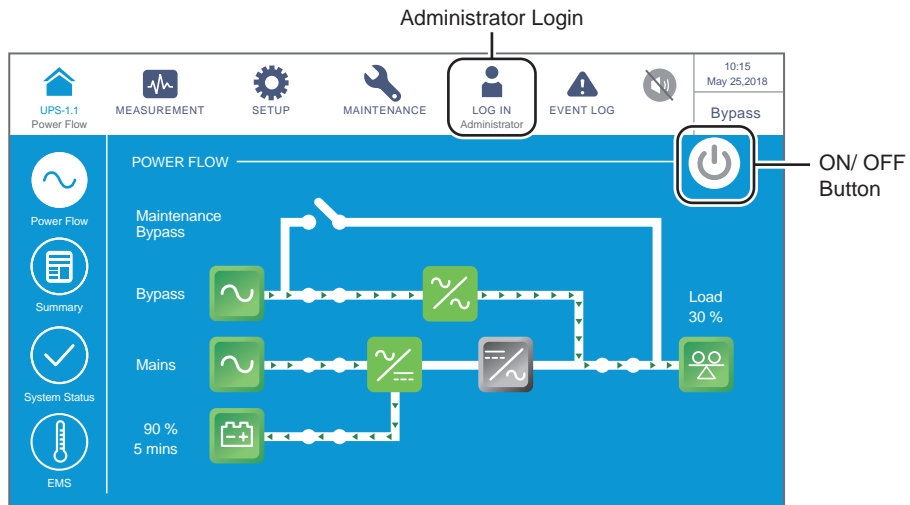 Administrator Login
UPS-1.1
Power Flow
MEASUREMENT
SETUP
MAINTENANCE
LOG IN
Administrator
EVENT LOG
10:15
May 25,2018
Bypass
ON/ OFF
Button
Power Flow
Summary
System Status
EMS
POWER FLOW
Maintenance
Bypass
Bypass
Mains
90 %
5 mins
Load
30 %